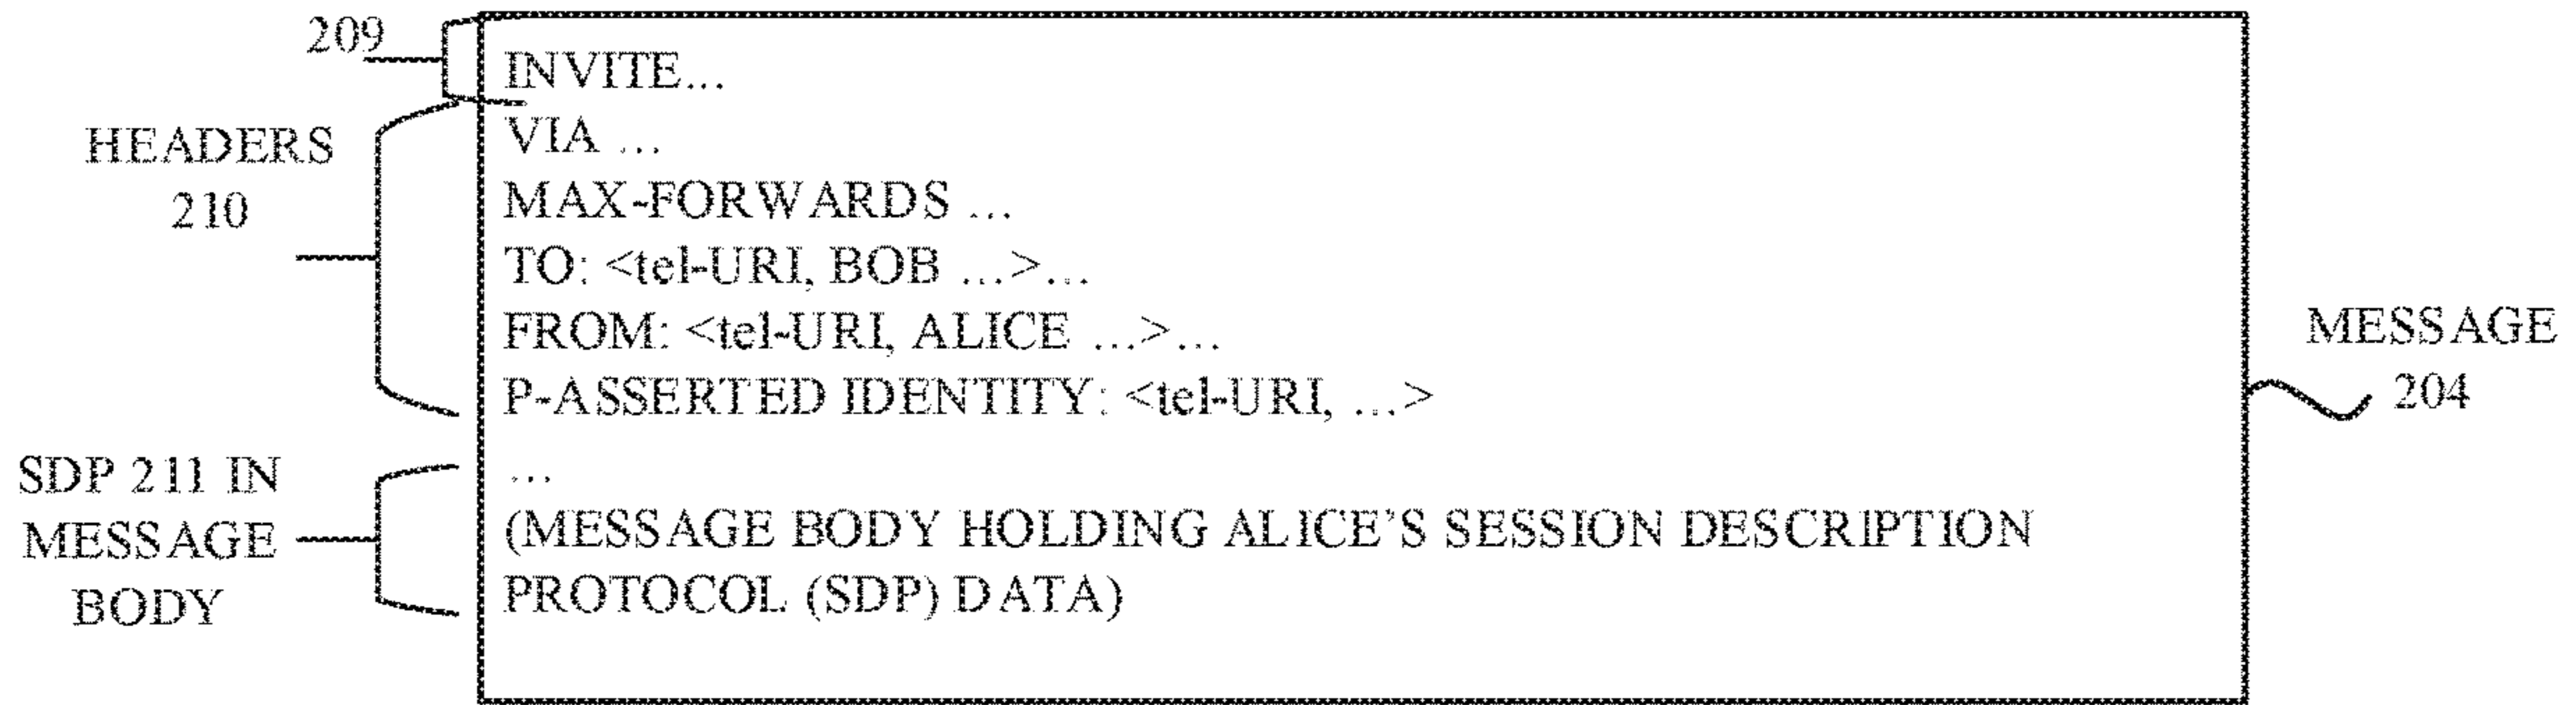 209
INVITE...
HEADERS
210
VIA ...
MAX-FORWARDS ...
TO: <tel-URI, BOB ...>...
FROM: <tel-URI, ALICE ...>...
P-ASSERTED IDENTITY: <tel-URI, ...>
MESSAGE
204
SDP 211 IN
MESSAGE
BODY
...
(MESSAGE BODY HOLDING ALICE'S SESSION DESCRIPTION
PROTOCOL (SDP) DATA)